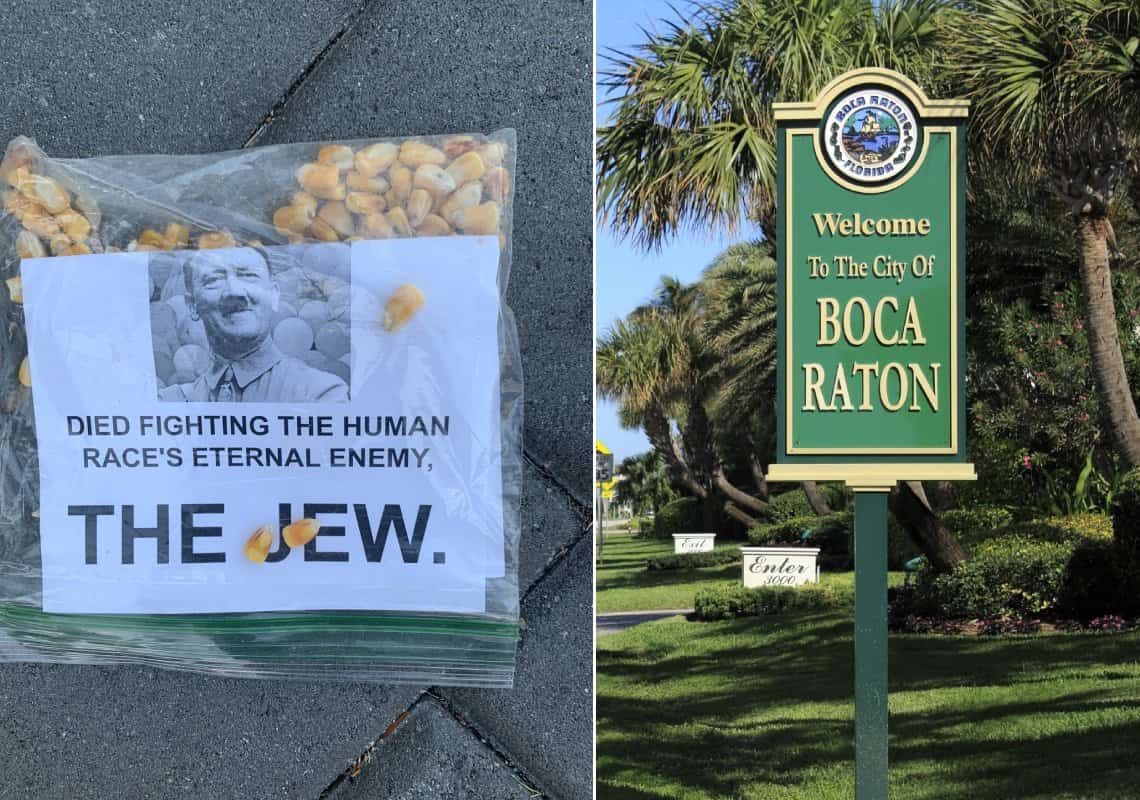 DIED FIGHTING THE HUMAN
RACE'S ETERNAL ENEMY,
THE JEW.
BOCA RATON
FLORIDA
Welcome
To The City Of
BOCA
RATON
Exit
Enter
3000